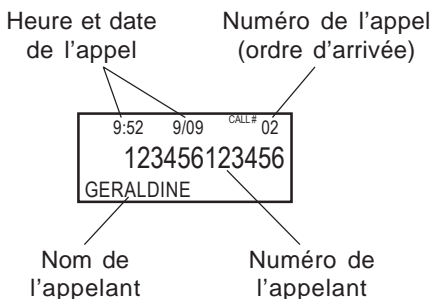 Heure et date
de l'appel
Numéro de l'appel
(ordre d'arrivée)
9:52 9/09 CALL# 02
123456123456
GERALDINE
Nom de
l'appelant
Numéro de
l'appelant